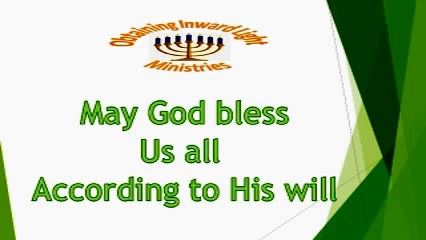 Obtaining Inward Light
Ministries
May God bless
Us all
According to His will